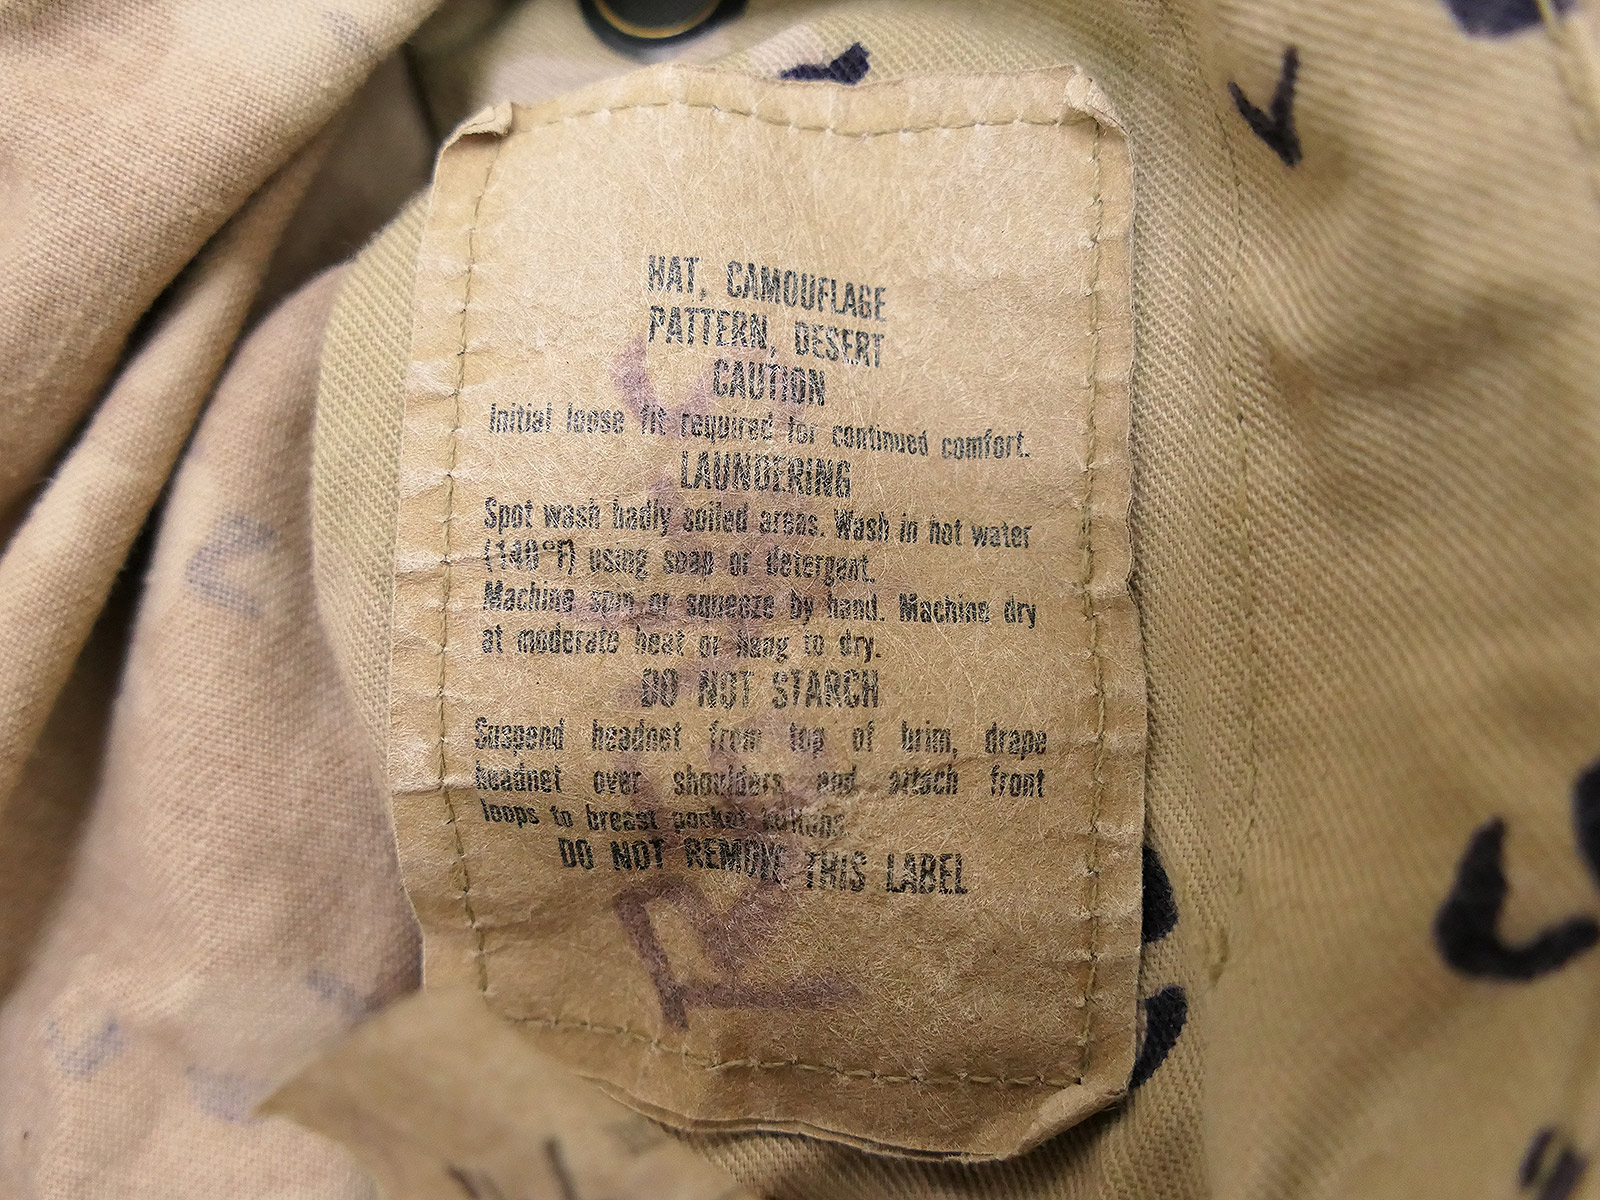 HAT, CAMOUFLAGE
PATTERN, DESERT
CAUTION
Initial loose fit required for continued comfort.
LAUNDERING
Spot wash badly soiled areas. Wash in hot water
(140°F) using soap or detergent.
Machine spin or squeeze by hand. Machine dry
at moderate heat or hang to dry.
DO NOT STARCH
Suspend headnet from top of brim, drape
headnet over shoulders and attach front
loops to breast pocket buttons.
DO NOT REMOVE THIS LABEL